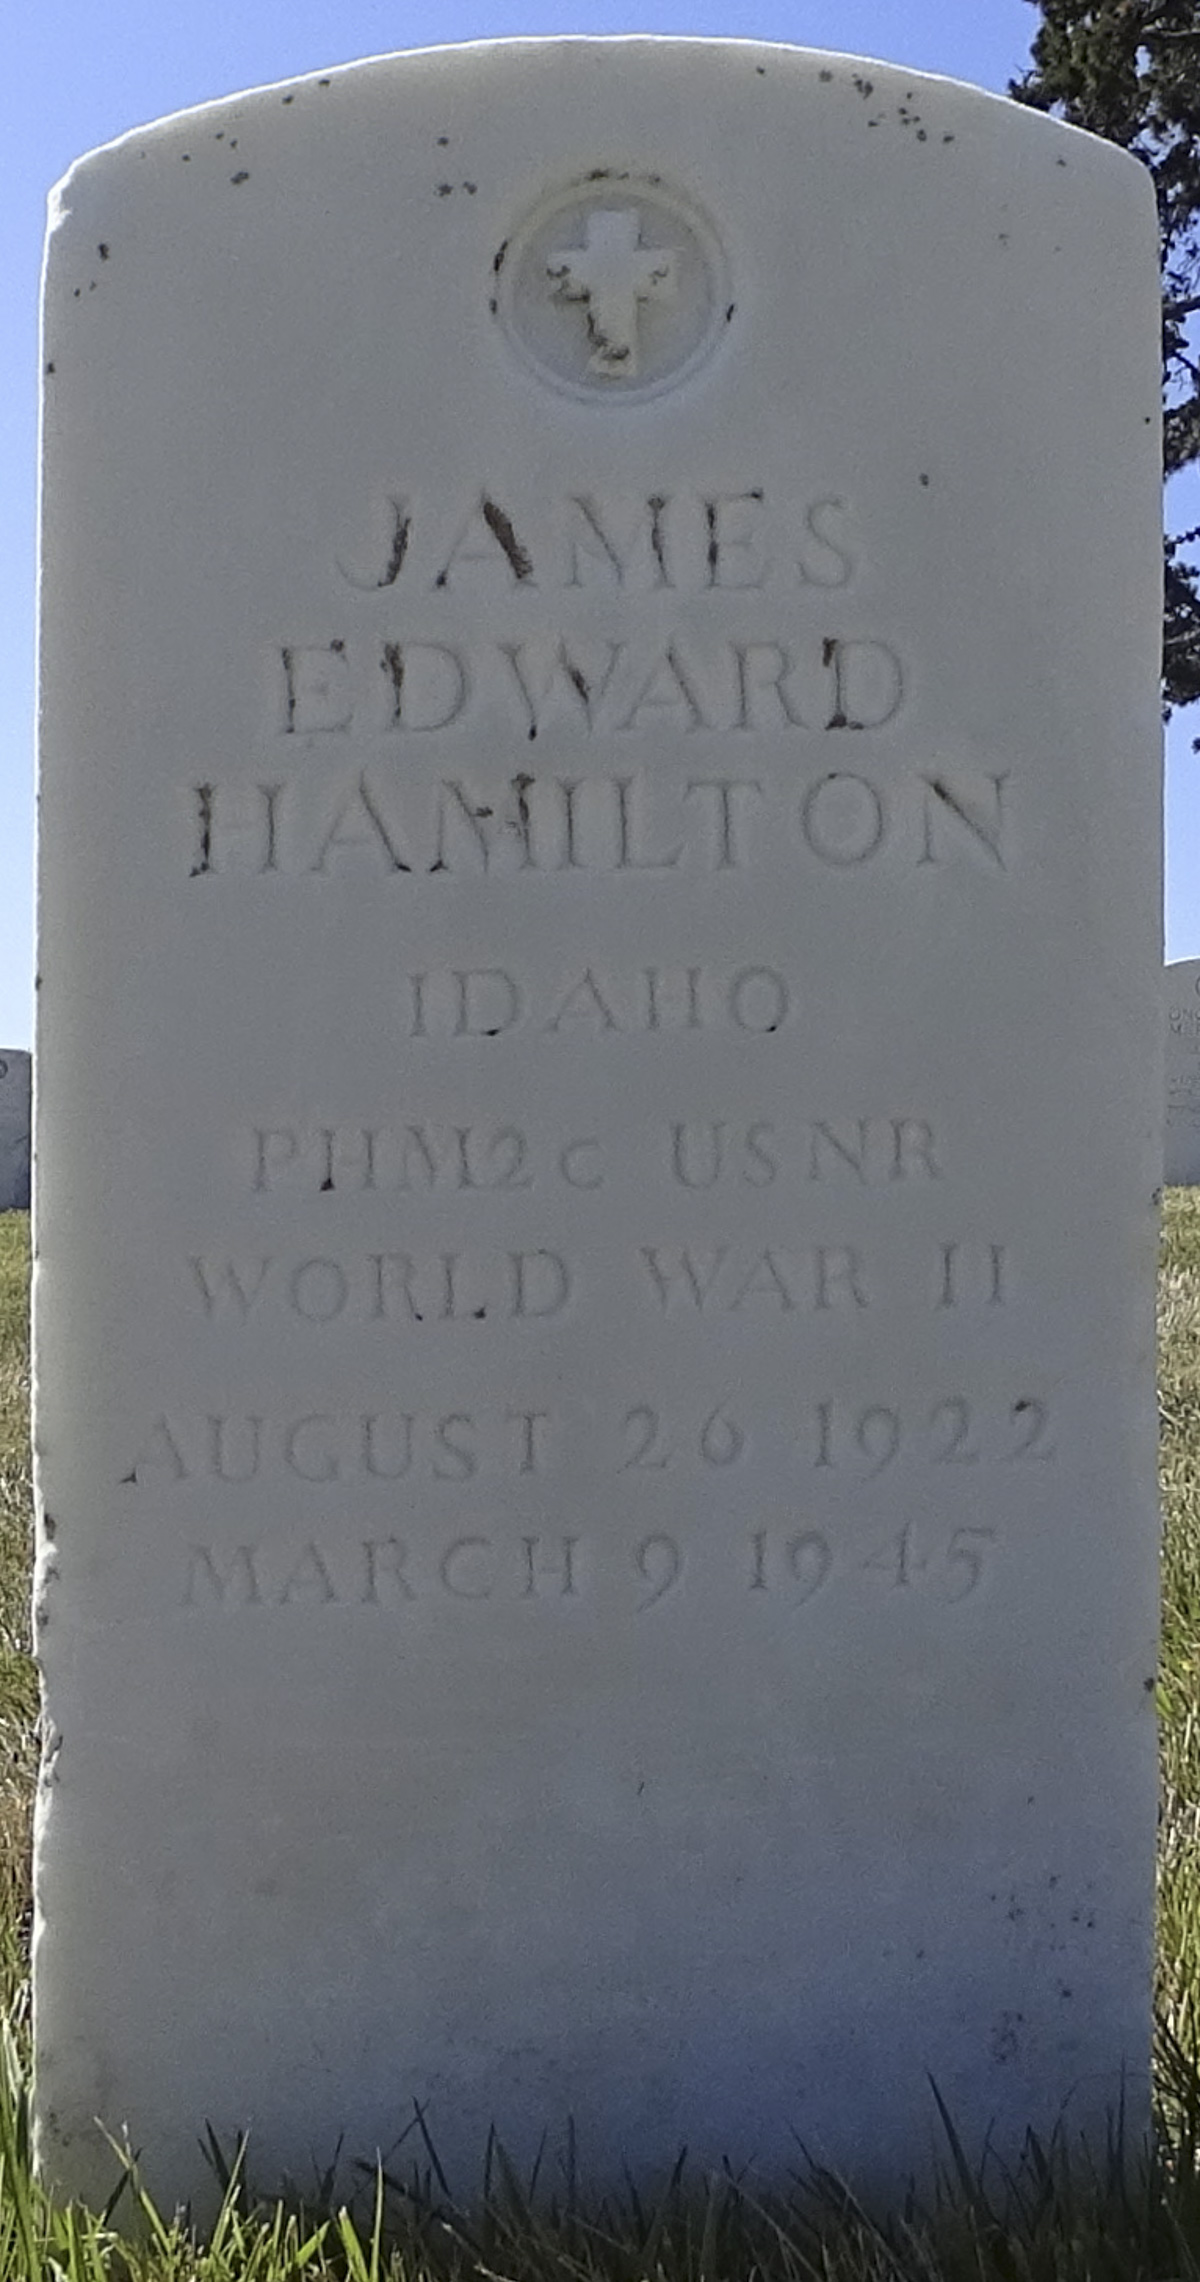 JAMES
EDWARD
HAMILTON
IDAHO
PHM2c USNR
WORLD WAR II
AUGUST 26 1922
MARCH 9 1945